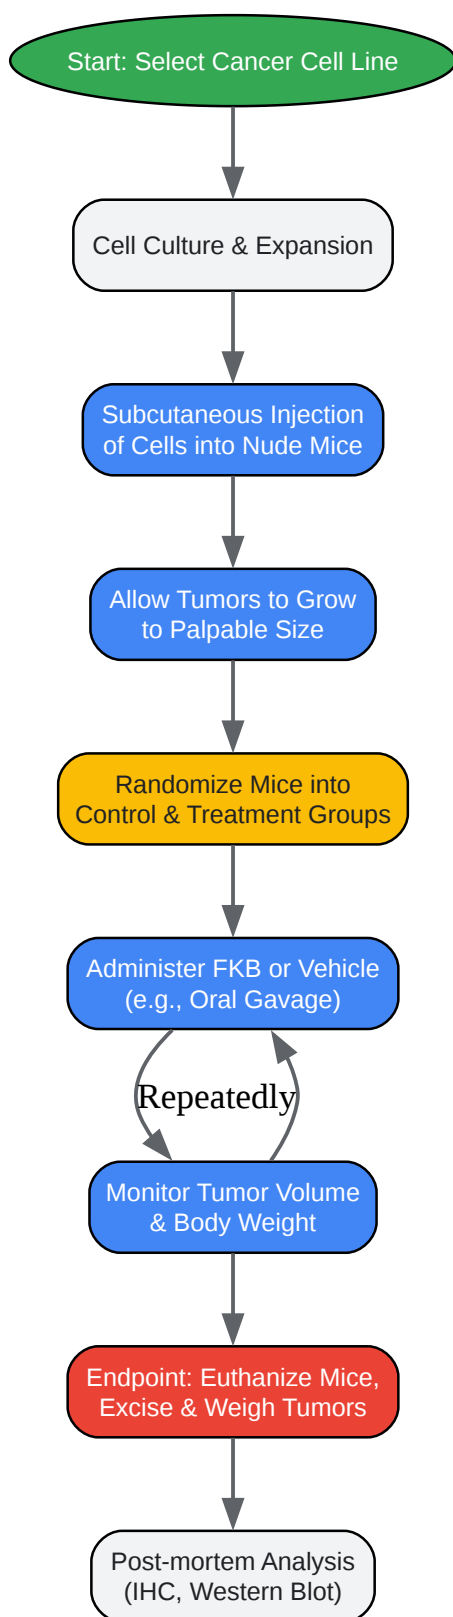 Start: Select Cancer Cell Line
Cell Culture & Expansion
Subcutaneous Injection
of Cells into Nude Mice
Allow Tumors to Grow
to Palpable Size
Randomize Mice into
Control & Treatment Groups
Administer FKB or Vehicle
(e.g., Oral Gavage)
Repeatedly
Monitor Tumor Volume
& Body Weight
Endpoint: Euthanize Mice,
Excise & Weigh Tumors
Post-mortem Analysis
(IHC, Western Blot)